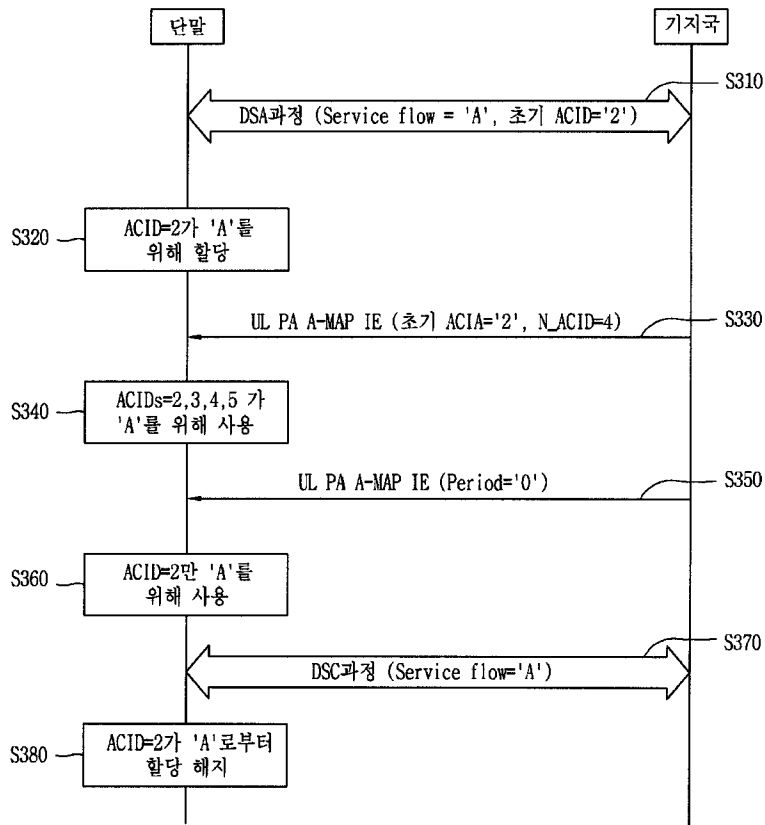 단말
기지국
S310
DSA과정 (Service flow = 'A', 초기 ACID='2')
S320
ACID=2가 'A'를
위해 할당
UL PA A-MAP IE (초기 ACIA='2', N_ACID=4)
S330
S340
ACIDs=2,3,4,5 가
'A'를 위해 사용
UL PA A-MAP IE (Period='0')
S350
S360
ACID=2만 'A'를
위해 사용
S370
DSC과정 (Service flow='A')
S380
ACID=2가 'A'로부터
할당 해지